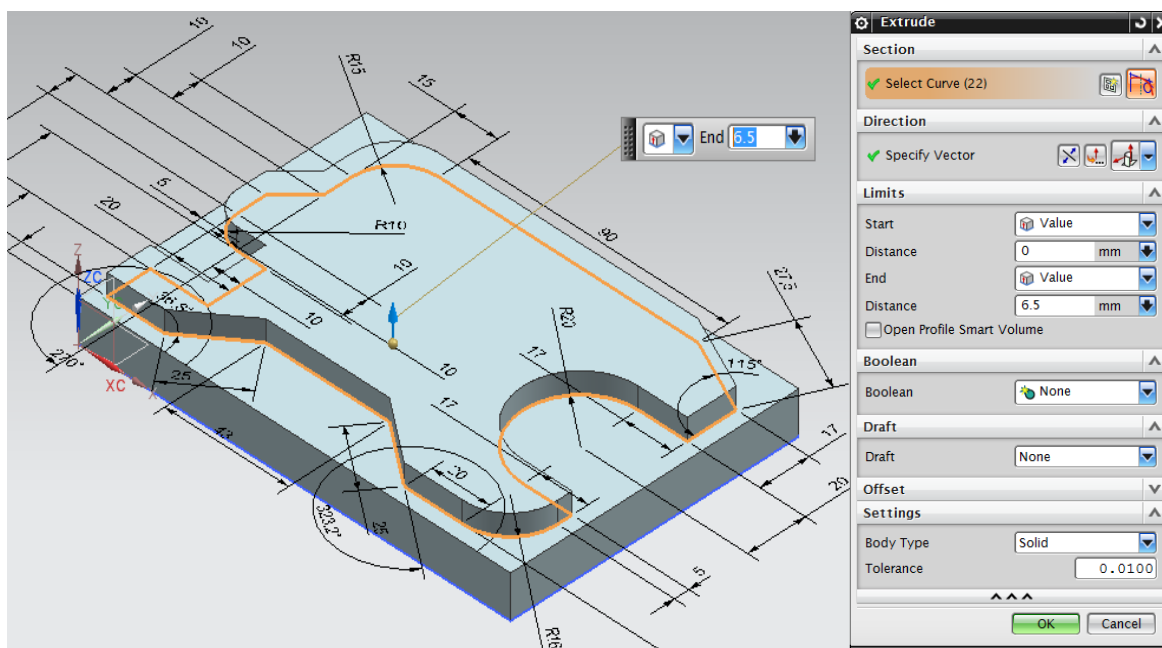 10
10
R15
15
End 6.5
5
20
R10
90
10
27.5
Z
ZC
36.8°
10
R20
17
115°
270°
XC
X
25
10
17
43
20
17
20
323.2°
25
5
R16
Extrude
Section
Select Curve (22)
Direction
Specify Vector
Limits
Start Value
Distance 0 mm
End Value
Distance 6.5 mm
Open Profile Smart Volume
Boolean
Boolean None
Draft
Draft None
Offset
Settings
Body Type Solid
Tolerance 0.0100
OK Cancel